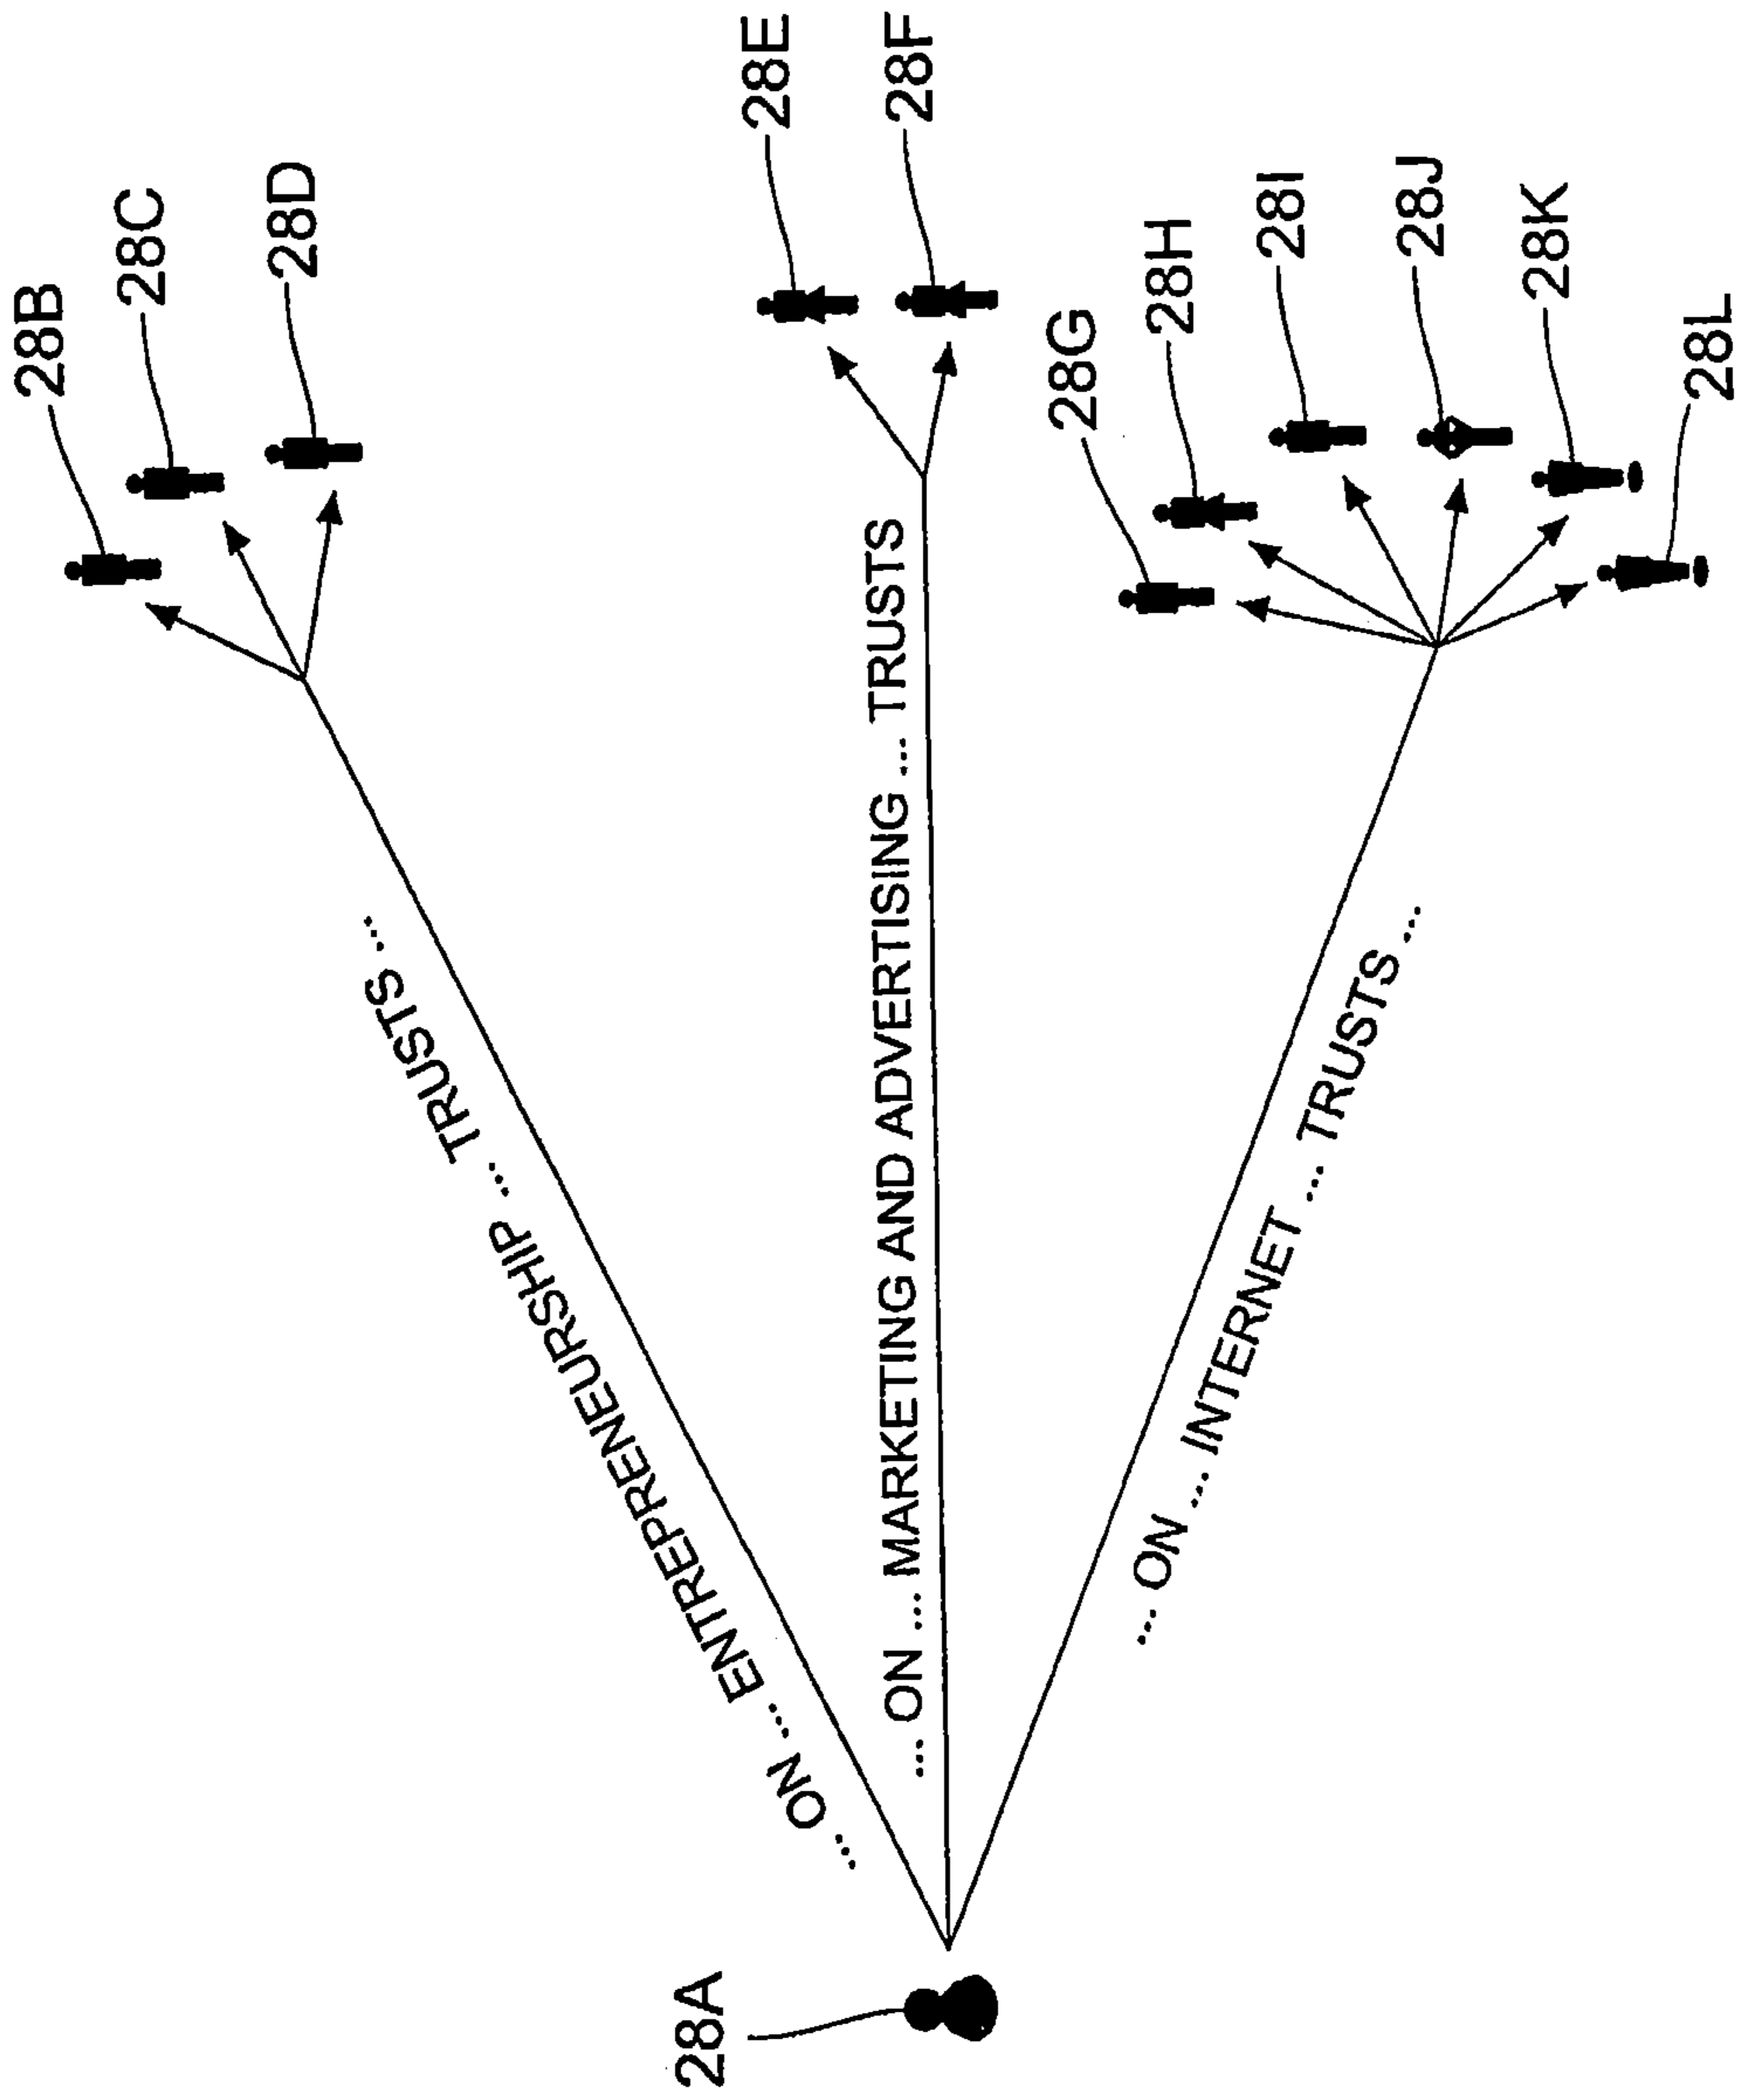 28A
... ON ... ENTREPRENEURSHIP ... TRUSTS ...
28B
28C
28D
... ON ... MARKETING AND ADVERTISING ... TRUSTS
28E
28F
... ON ... INTERNET ... TRUSTS ...
28G
28H
28I
28J
28K
28L